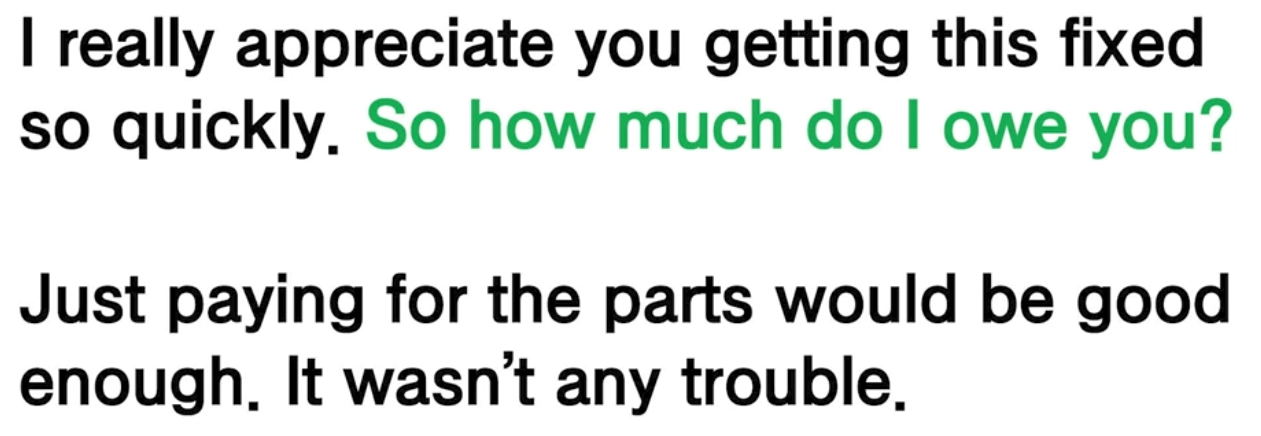 I really appreciate you getting this fixed
so quickly. So how much do I owe you?
Just paying for the parts would be good
enough. It wasn't any trouble.